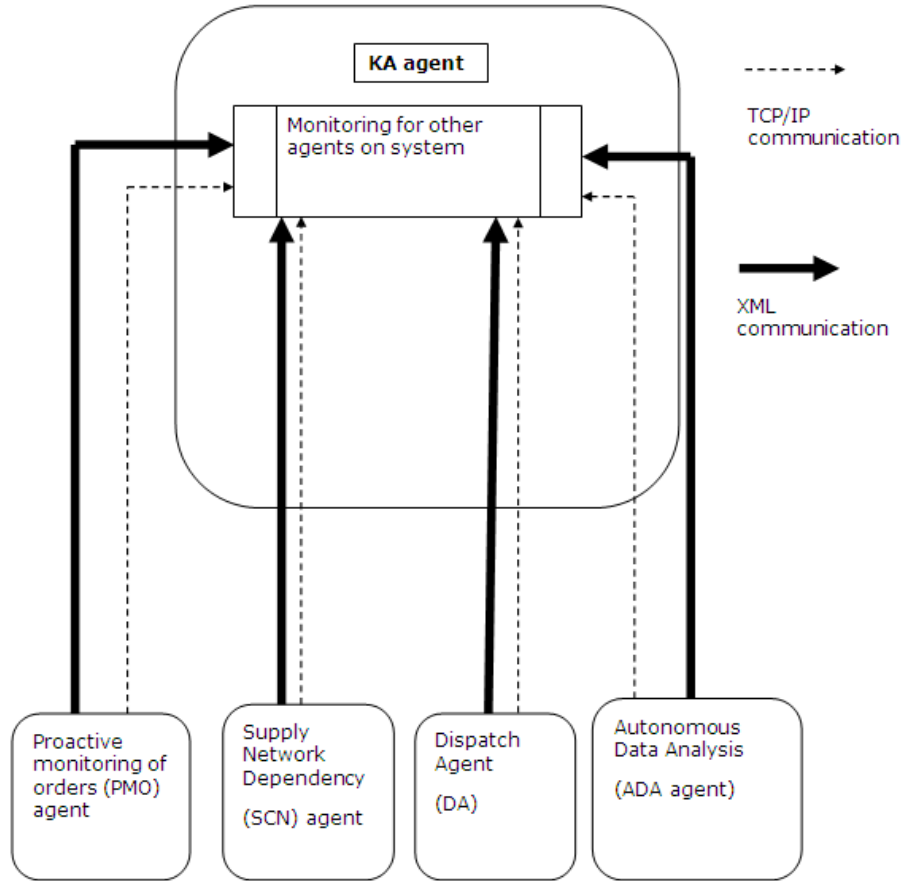 KA agent
Monitoring for other
agents on system
TCP/IP
communication
XML
communication
Proactive
monitoring of
orders (PMO)
agent
Supply
Network
Dependency
(SCN) agent
Dispatch
Agent
(DA)
Autonomous
Data Analysis
(ADA agent)